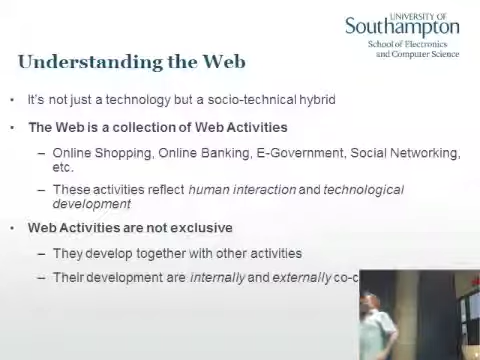 UNIVERSITY OF
Southampton
School of Electronics
and Computer Science
Understanding the Web
• It's not just a technology but a socio-technical hybrid
• The Web is a collection of Web Activities
– Online Shopping, Online Banking, E-Government, Social Networking,
etc.
– These activities reflect human interaction and technological
development
• Web Activities are not exclusive
– They develop together with other activities
– Their development are internally and externally co-c